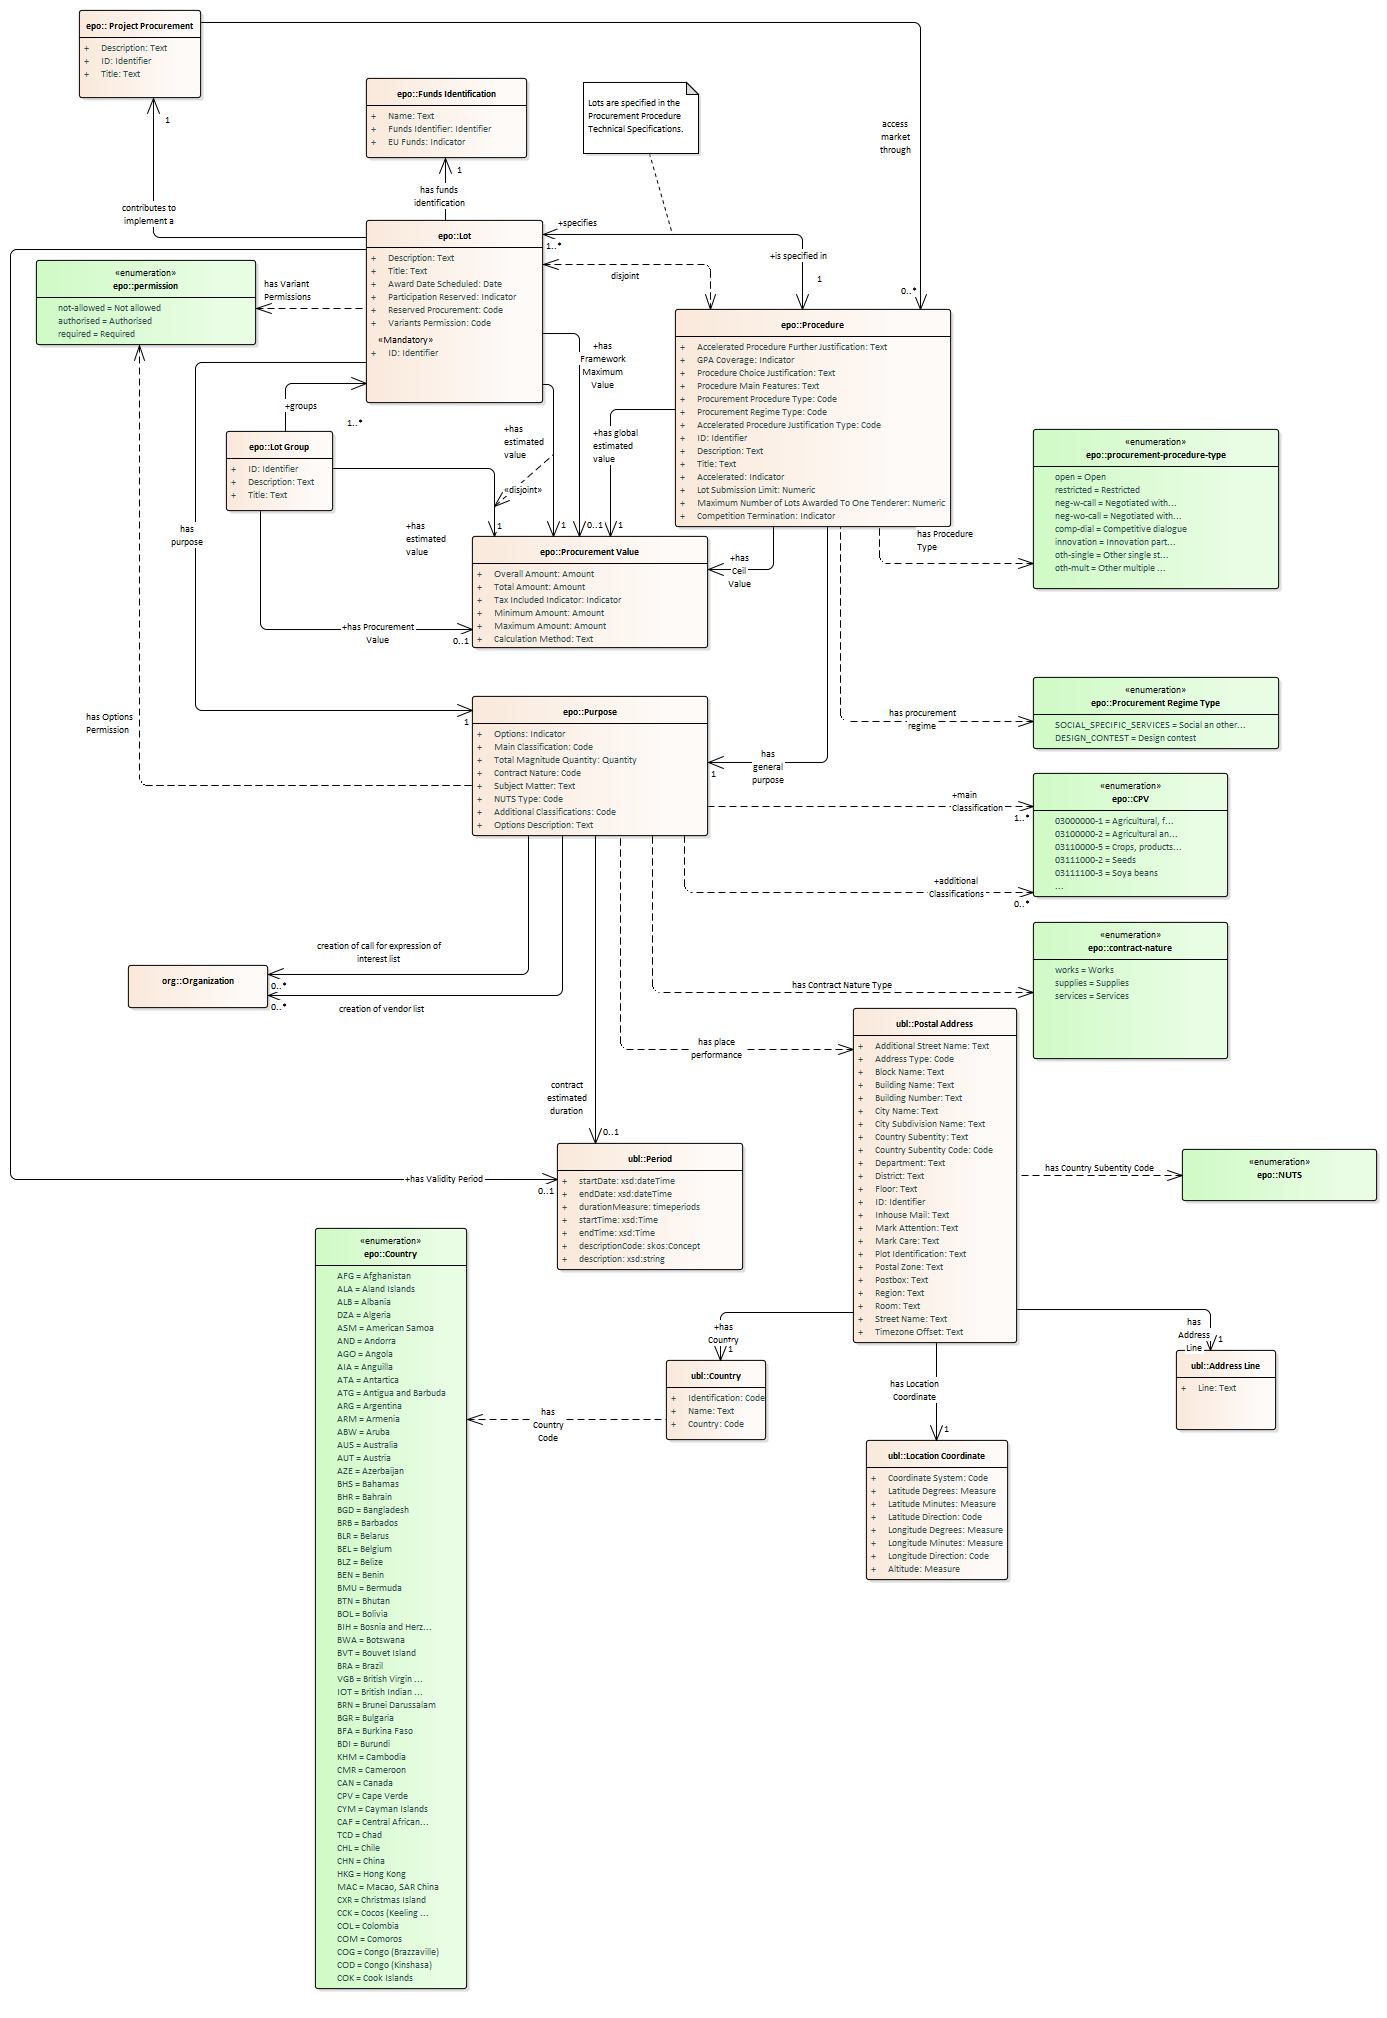 epo:: Project Procurement
+ Description: Text
+ ID: Identifier
+ Title: Text
1
contributes to
implement a
epo::Funds Identification
+ Name: Text
+ Funds Identifier: Identifier
+ EU Funds: Indicator
1
has funds
identification
Lots are specified in the
Procurement Procedure
Technical Specifications.
access
market
through
0..*
epo::Lot
+ Description: Text
+ Title: Text
+ Award Date Scheduled: Date
+ Participation Reserved: Indicator
+ Reserved Procurement: Code
+ Variants Permission: Code
«Mandatory»
+ ID: Identifier
+specifies
1..*
+is specified in
1
disjoint
«enumeration»
epo::permission
not-allowed = Not allowed
authorised = Authorised
required = Required
has Variant
Permissions
+groups
1..*
epo::Lot Group
+ ID: Identifier
+ Description: Text
+ Title: Text
+has
Framework
Maximum
Value
+has
estimated
value
«disjoint»
+has global
estimated
value
+has
estimated
value
1
1
0..1
1
has
purpose
epo::Procedure
+ Accelerated Procedure Further Justification: Text
+ GPA Coverage: Indicator
+ Procedure Choice Justification: Text
+ Procedure Main Features: Text
+ Procurement Procedure Type: Code
+ Procurement Regime Type: Code
+ Accelerated Procedure Justification Type: Code
+ ID: Identifier
+ Description: Text
+ Title: Text
+ Accelerated: Indicator
+ Lot Submission Limit: Numeric
+ Maximum Number of Lots Awarded To One Tenderer: Numeric
+ Competition Termination: Indicator
has Procedure
Type
«enumeration»
epo::procurement-procedure-type
open = Open
restricted = Restricted
neg-w-call = Negotiated with...
neg-wo-call = Negotiated with...
comp-dial = Competitive dialogue
innovation = Innovation part...
oth-single = Other single st...
oth-mult = Other multiple ...
epo::Procurement Value
+ Overall Amount: Amount
+ Total Amount: Amount
+ Tax Included Indicator: Indicator
+ Minimum Amount: Amount
+ Maximum Amount: Amount
+ Calculation Method: Text
+has
Ceil
Value
+has Procurement
Value
0..1
has Options
Permission
1
epo::Purpose
+ Options: Indicator
+ Main Classification: Code
+ Total Magnitude Quantity: Quantity
+ Contract Nature: Code
+ Subject Matter: Text
+ NUTS Type: Code
+ Additional Classifications: Code
+ Options Description: Text
has
general
purpose
1
has procurement
regime
«enumeration»
epo::Procurement Regime Type
SOCIAL_SPECIFIC_SERVICES = Social an other...
DESIGN_CONTEST = Design contest
+main
Classification
1..*
«enumeration»
epo::CPV
03000000-1 = Agricultural, f...
03100000-2 = Agricultural an...
03110000-5 = Crops, products...
03111000-2 = Seeds
03111100-3 = Soya beans
...
+additional
Classifications
0..*
«enumeration»
epo::contract-nature
works = Works
supplies = Supplies
services = Services
has Contract Nature Type
creation of call for expression of
interest list
0..*
org::Organization
0..*
creation of vendor list
has place
performance
contract
estimated
duration
0..1
ubl::Postal Address
+ Additional Street Name: Text
+ Address Type: Code
+ Block Name: Text
+ Building Name: Text
+ Building Number: Text
+ City Name: Text
+ City Subdivision Name: Text
+ Country Subentity: Text
+ Country Subentity Code: Code
+ Department: Text
+ District: Text
+ Floor: Text
+ ID: Identifier
+ Inhouse Mail: Text
+ Mark Attention: Text
+ Mark Care: Text
+ Plot Identification: Text
+ Postal Zone: Text
+ Postbox: Text
+ Region: Text
+ Room: Text
+ Street Name: Text
+ Timezone Offset: Text
has Country Subentity Code
«enumeration»
epo::NUTS
+has Validity Period
0..1
ubl::Period
+ startDate: xsd:dateTime
+ endDate: xsd:dateTime
+ durationMeasure: timeperiods
+ startTime: xsd:Time
+ endTime: xsd:Time
+ descriptionCode: skos:Concept
+ description: xsd:string
+has
Country
1
ubl::Country
+ Identification: Code
+ Name: Text
+ Country: Code
has
Country
Code
has Location
Coordinate
1
ubl::Location Coordinate
+ Coordinate System: Code
+ Latitude Degrees: Measure
+ Latitude Minutes: Measure
+ Latitude Direction: Code
+ Longitude Degrees: Measure
+ Longitude Minutes: Measure
+ Longitude Direction: Code
+ Altitude: Measure
has
Address
Line
1
ubl::Address Line
+ Line: Text
«enumeration»
epo::Country
AFG = Afghanistan
ALA = Aland Islands
ALB = Albania
DZA = Algeria
ASM = American Samoa
AND = Andorra
AGO = Angola
AIA = Anguilla
ATA = Antartica
ATG = Antigua and Barbuda
ARG = Argentina
ARM = Armenia
ABW = Aruba
AUS = Australia
AUT = Austria
AZE = Azerbaijan
BHS = Bahamas
BHR = Bahrain
BGD = Bangladesh
BRB = Barbados
BLR = Belarus
BEL = Belgium
BLZ = Belize
BEN = Benin
BMU = Bermuda
BTN = Bhutan
BOL = Bolivia
BIH = Bosnia and Herz...
BWA = Botswana
BVT = Bouvet Island
BRA = Brazil
VGB = British Virgin ...
IOT = British Indian ...
BRN = Brunei Darussalam
BGR = Bulgaria
BFA = Burkina Faso
BDI = Burundi
KHM = Cambodia
CMR = Cameroon
CAN = Canada
CPV = Cape Verde
CYM = Cayman Islands
CAF = Central African...
TCD = Chad
CHL = Chile
CHN = China
HKG = Hong Kong
MAC = Macao, SAR China
CXR = Christmas Island
CCK = Cocos (Keeling ...
COL = Colombia
COM = Comoros
COG = Congo (Brazzaville)
COD = Congo (Kinshasa)
COK = Cook Islands